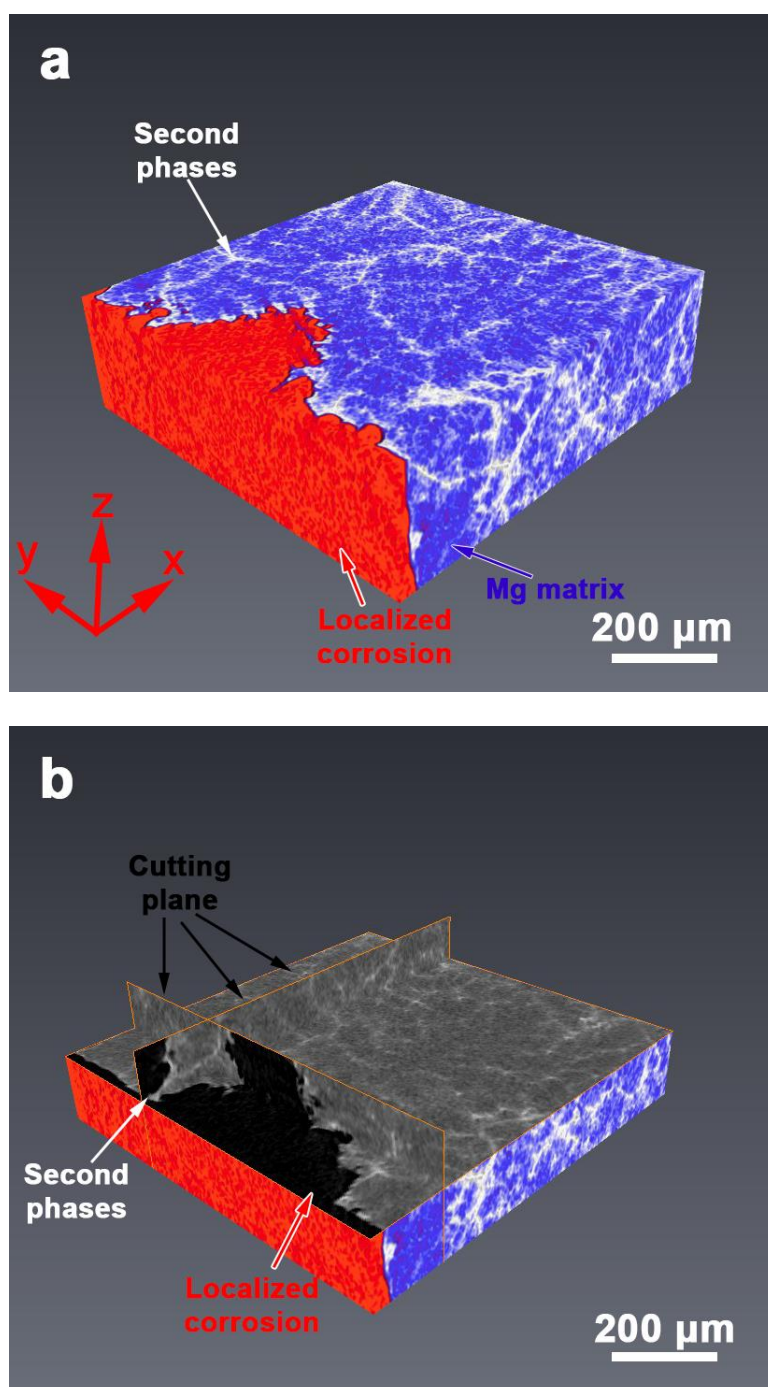 a
Second
phases
z
y
x
Mg matrix
Localized
corrosion
200 μm
b
Cutting
plane
Second
phases
Localized
corrosion
200 μm